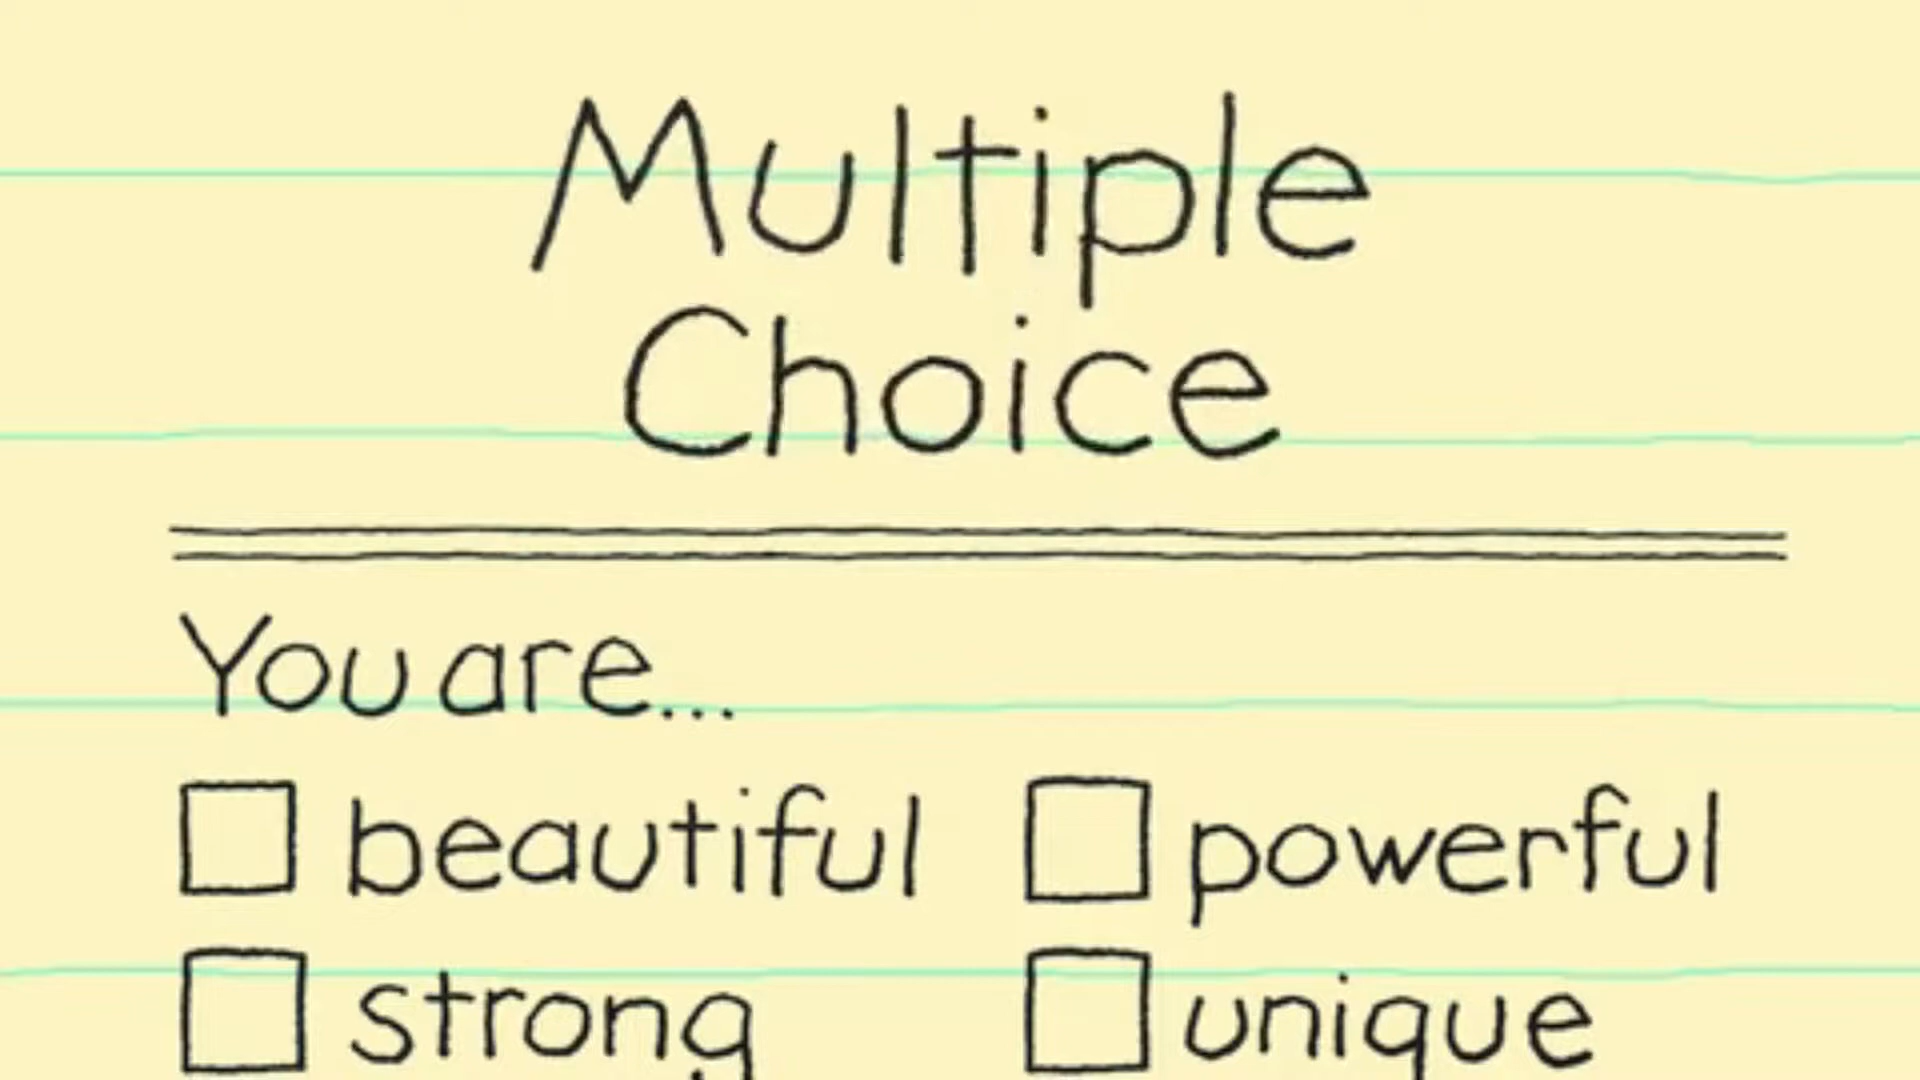 Multiple
Choice
You are...
beautiful powerful
strong unique